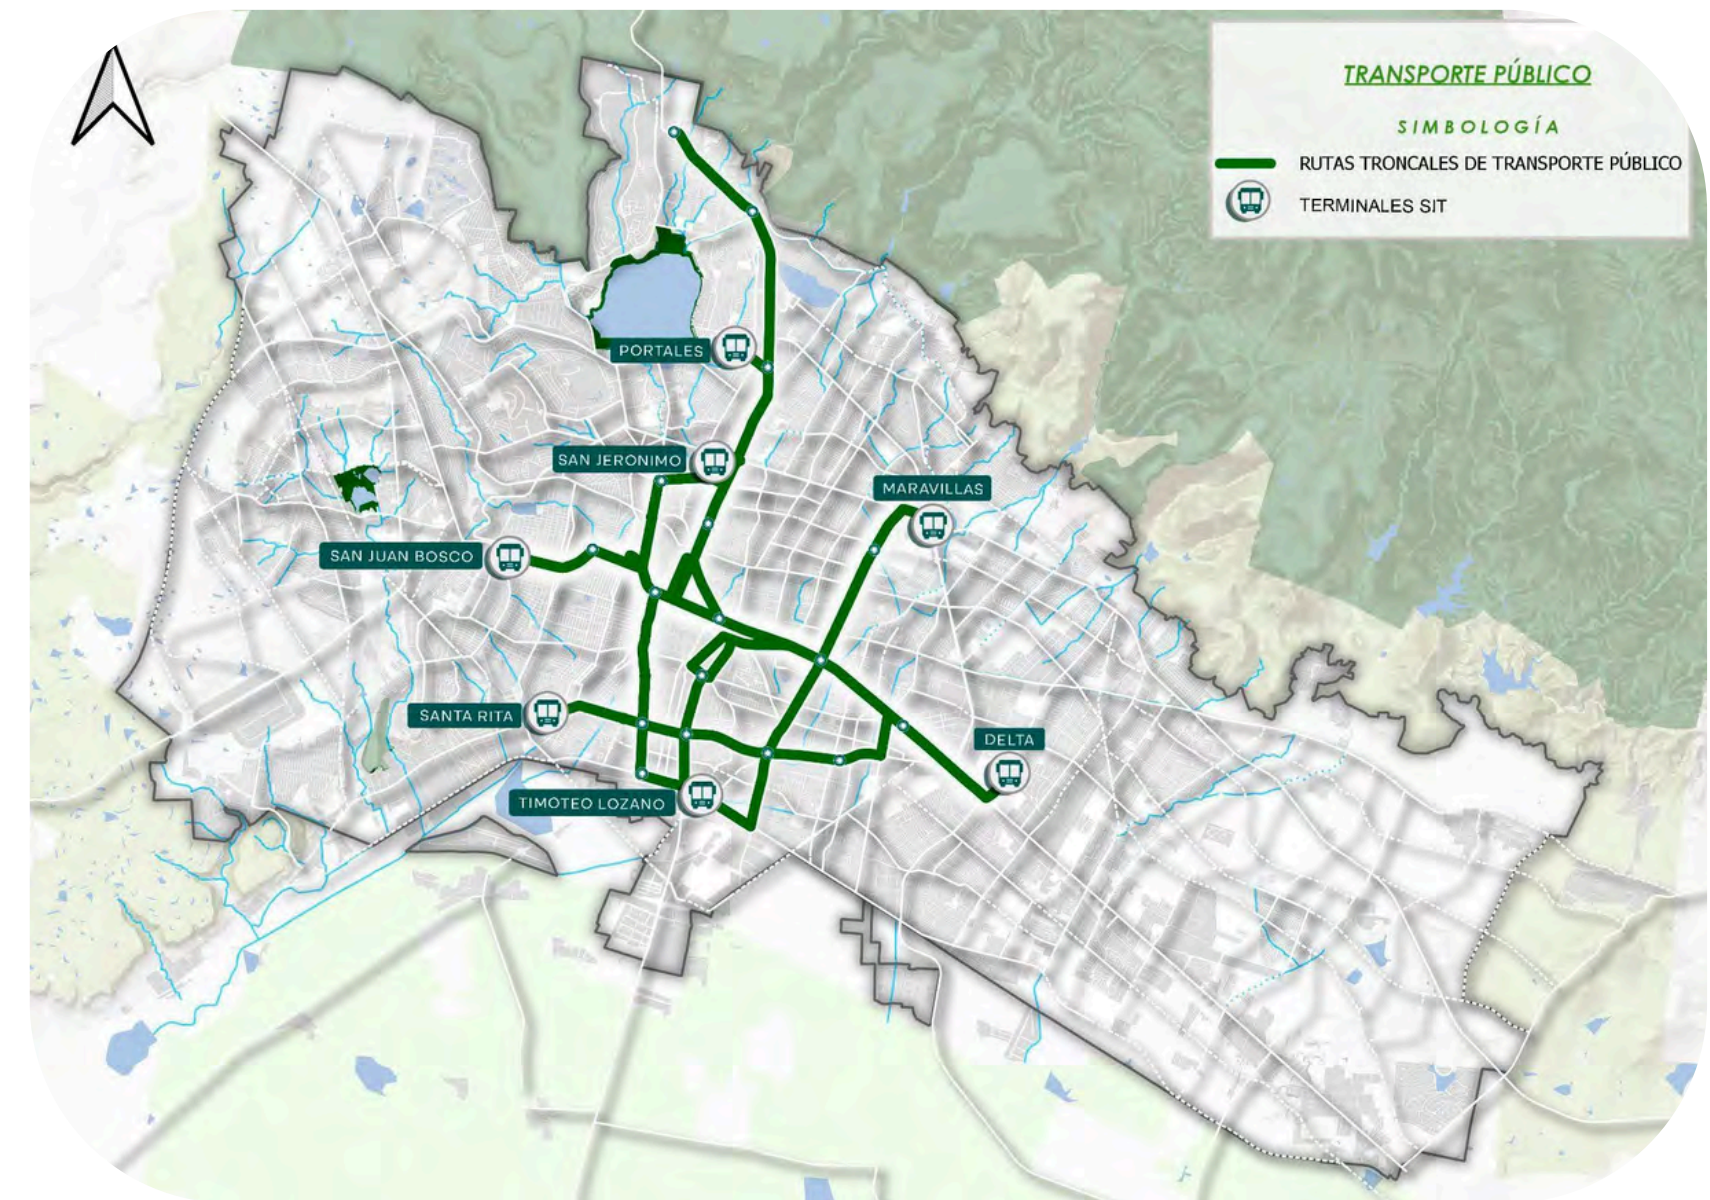 TRANSPORTE PÚBLICO
SIMBOLOGÍA
RUTAS TRONCALES DE TRANSPORTE PÚBLICO
TERMINALES SIT
PORTALES
SAN JERONIMO
MARAVILLAS
SAN JUAN BOSCO
SANTA RITA
DELTA
TIMOTEO LOZANO